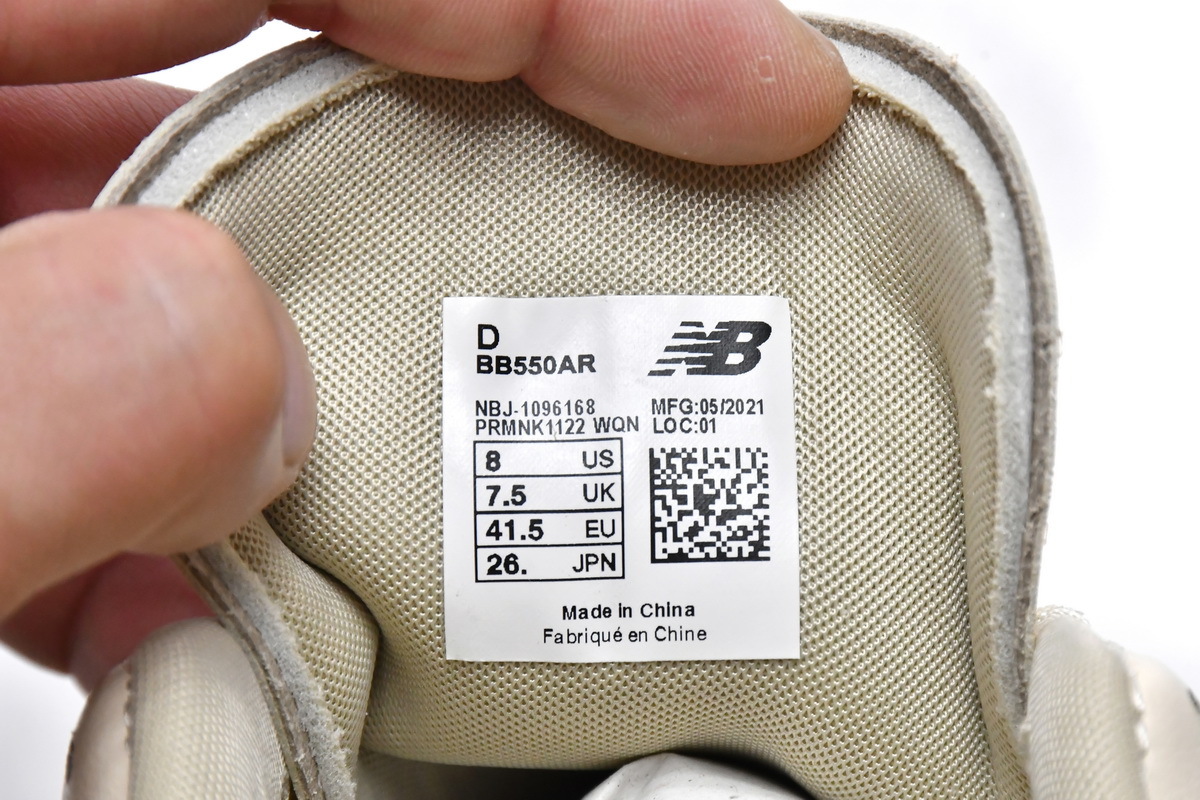 D
BB550AR
NB
NBJ-1096168
PRMNK1122 WQN
MFG:05/2021
LOC:01
8 US
7.5 UK
41.5 EU
26. JPN
Made in China
Fabriqué en Chine